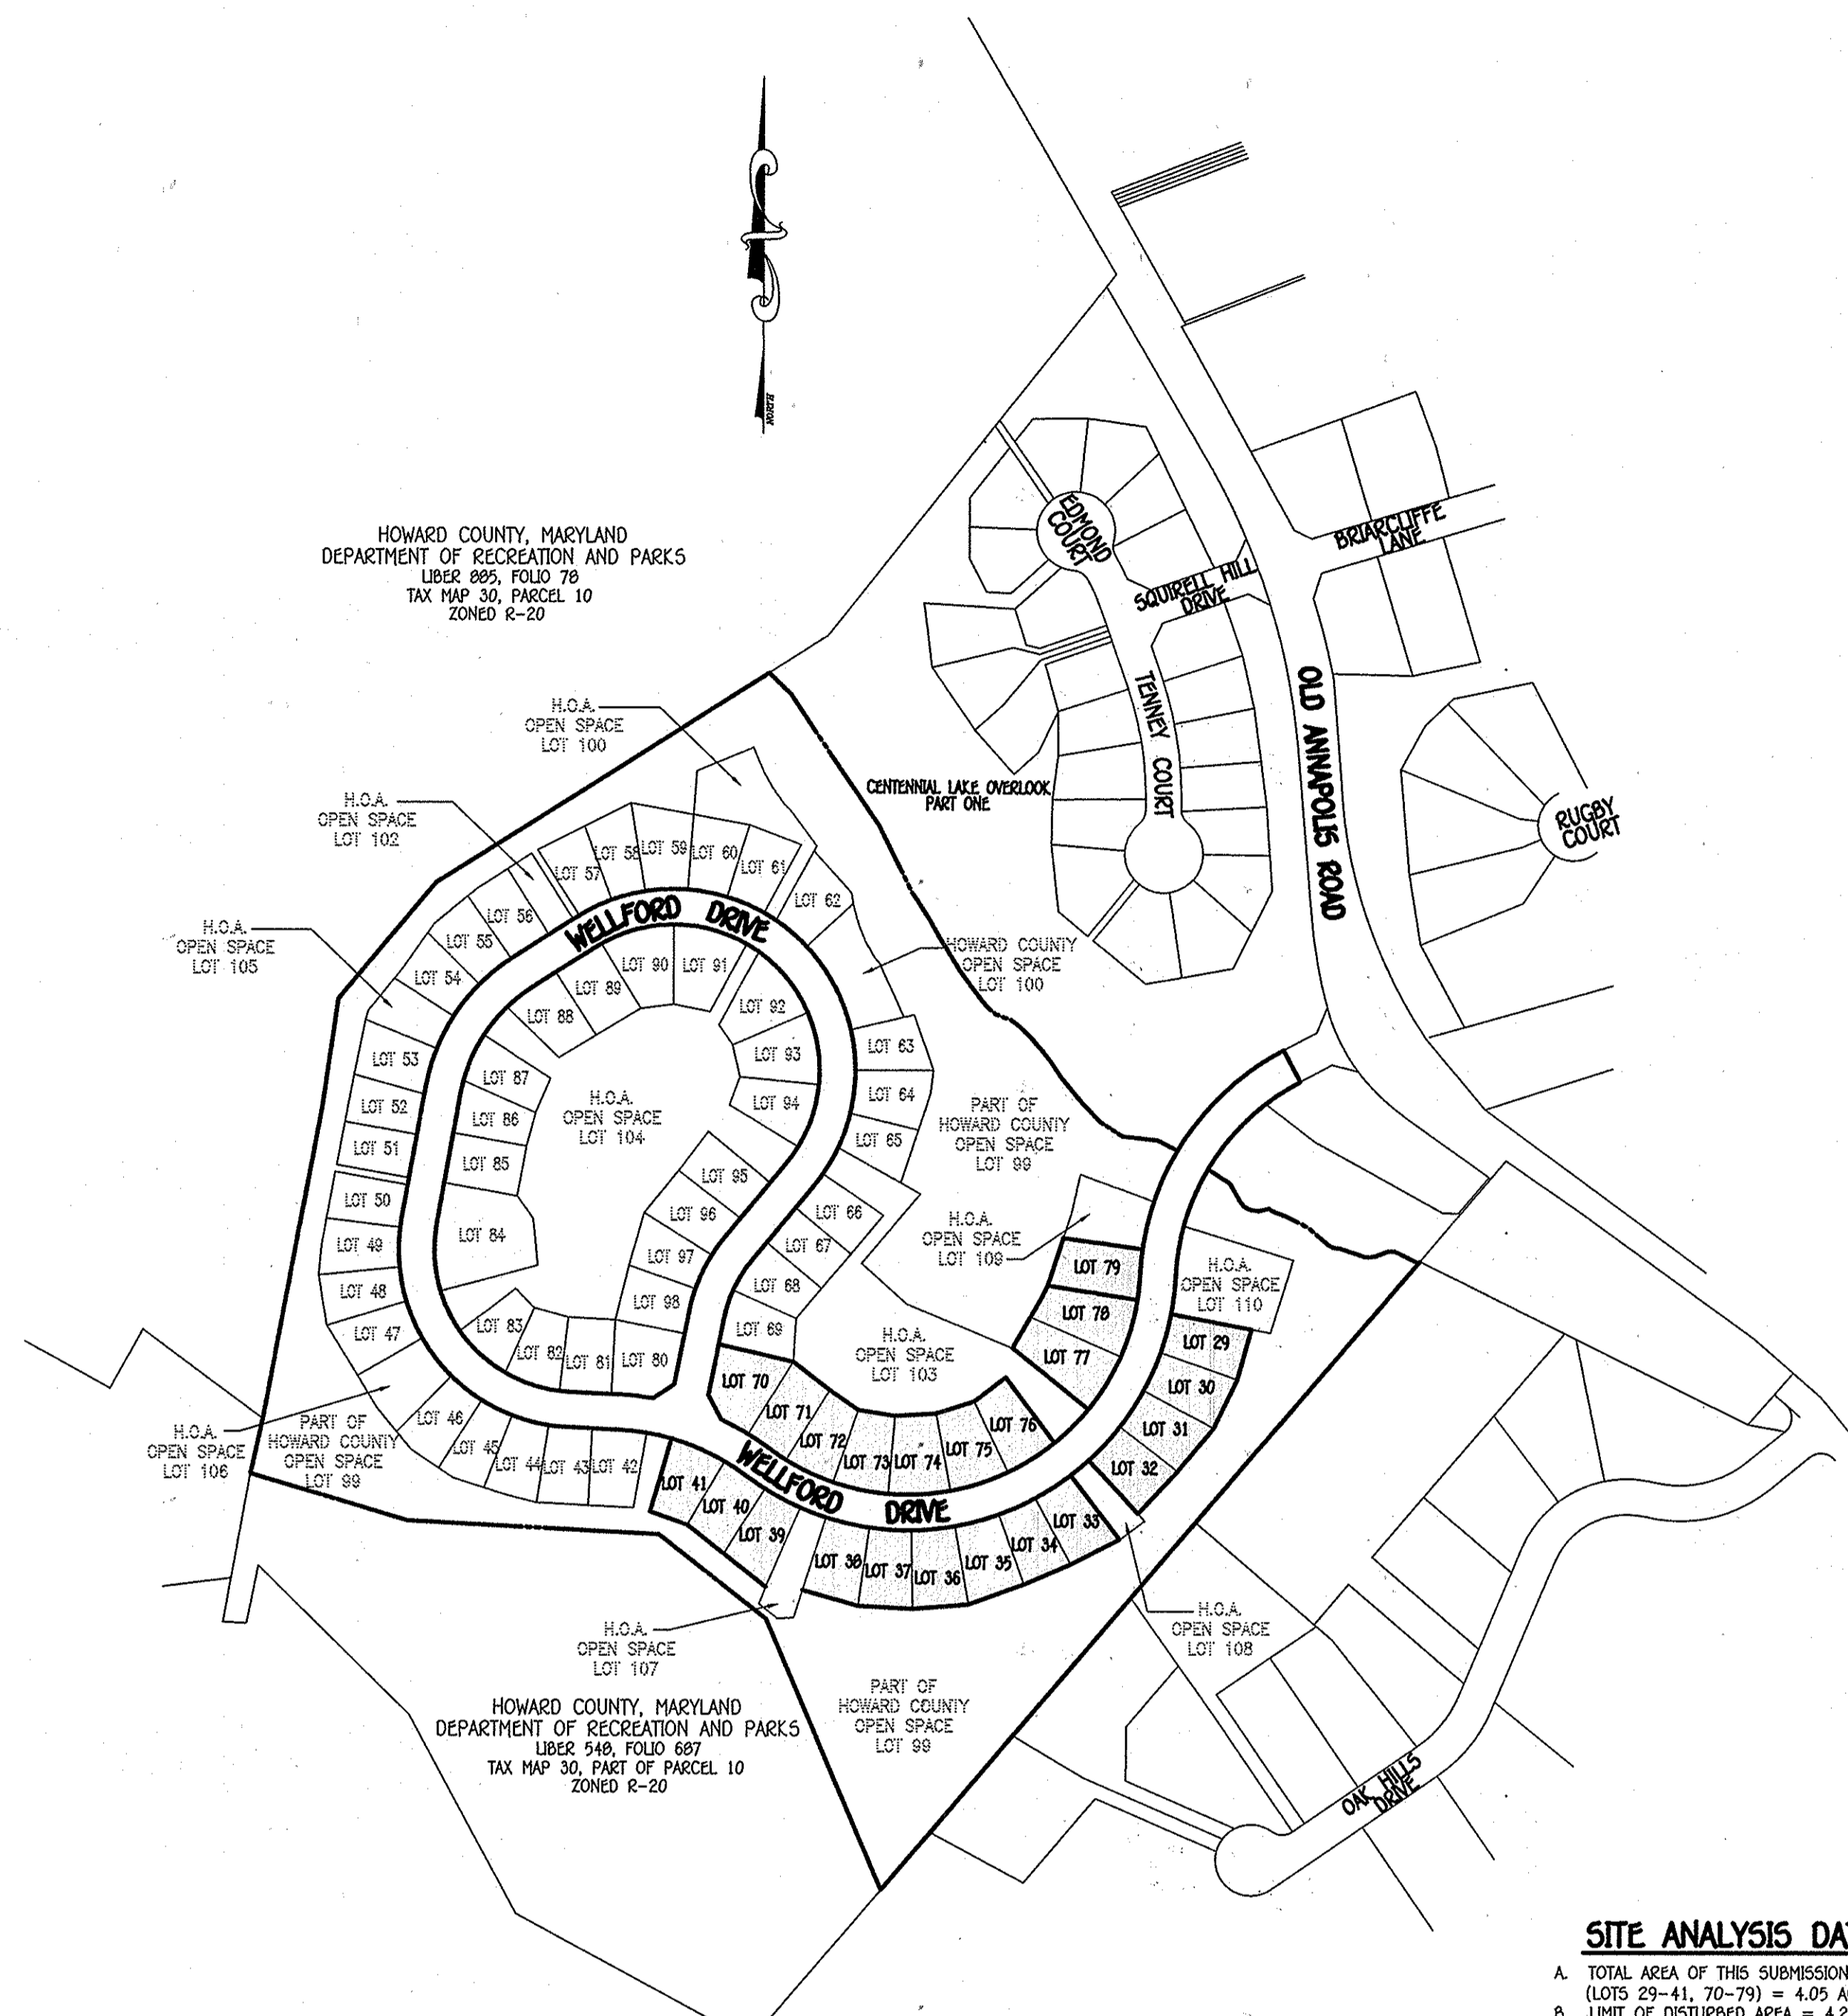 NORTH
HOWARD COUNTY, MARYLAND
DEPARTMENT OF RECREATION AND PARKS
LIBER 885, FOLIO 78
TAX MAP 30, PARCEL 10
ZONED R-20
EDMOND
COURT
BRIARCLIFFE
LANE
SQUIRELL HILL
DRIVE
TENNEY COURT
OLD ANNAPOLIS ROAD
RUGBY
COURT
CENTENNIAL LAKE OVERLOOK
PART ONE
H.O.A.
OPEN SPACE
LOT 100
H.O.A.
OPEN SPACE
LOT 102
H.O.A.
OPEN SPACE
LOT 105
LOT 57
LOT 58
LOT 59
LOT 60
LOT 61
LOT 62
LOT 56
LOT 55
LOT 54
WELLFORD DRIVE
LOT 88
LOT 89
LOT 90
LOT 91
LOT 92
LOT 93
LOT 94
HOWARD COUNTY
OPEN SPACE
LOT 100
LOT 53
LOT 52
LOT 51
LOT 50
LOT 49
LOT 48
LOT 47
LOT 87
LOT 86
LOT 85
LOT 84
H.O.A.
OPEN SPACE
LOT 104
LOT 63
LOT 64
LOT 65
PART OF
HOWARD COUNTY
OPEN SPACE
LOT 99
LOT 95
LOT 96
LOT 97
LOT 98
LOT 66
LOT 67
LOT 68
LOT 69
H.O.A.
OPEN SPACE
LOT 109
LOT 79
LOT 78
LOT 77
H.O.A.
OPEN SPACE
LOT 110
LOT 29
LOT 30
LOT 31
LOT 32
LOT 83
LOT 82
LOT 81
LOT 80
H.O.A.
OPEN SPACE
LOT 103
LOT 70
LOT 71
LOT 72
LOT 73
LOT 74
LOT 75
LOT 76
H.O.A.
OPEN SPACE
LOT 106
PART OF
HOWARD COUNTY
OPEN SPACE
LOT 99
LOT 46
LOT 45
LOT 44
LOT 43
LOT 42
LOT 41
LOT 40
LOT 39
WELLFORD DRIVE
LOT 38
LOT 37
LOT 36
LOT 35
LOT 34
LOT 33
H.O.A.
OPEN SPACE
LOT 107
H.O.A.
OPEN SPACE
LOT 108
HOWARD COUNTY, MARYLAND
DEPARTMENT OF RECREATION AND PARKS
LIBER 548, FOLIO 687
TAX MAP 30, PART OF PARCEL 10
ZONED R-20
PART OF
HOWARD COUNTY
OPEN SPACE
LOT 99
OAK HILLS
DRIVE
SITE ANALYSIS DA
A. TOTAL AREA OF THIS SUBMISSION
(LOTS 29-41, 70-79) = 4.05 A
B. LIMIT OF DISTURBED AREA = 4.2